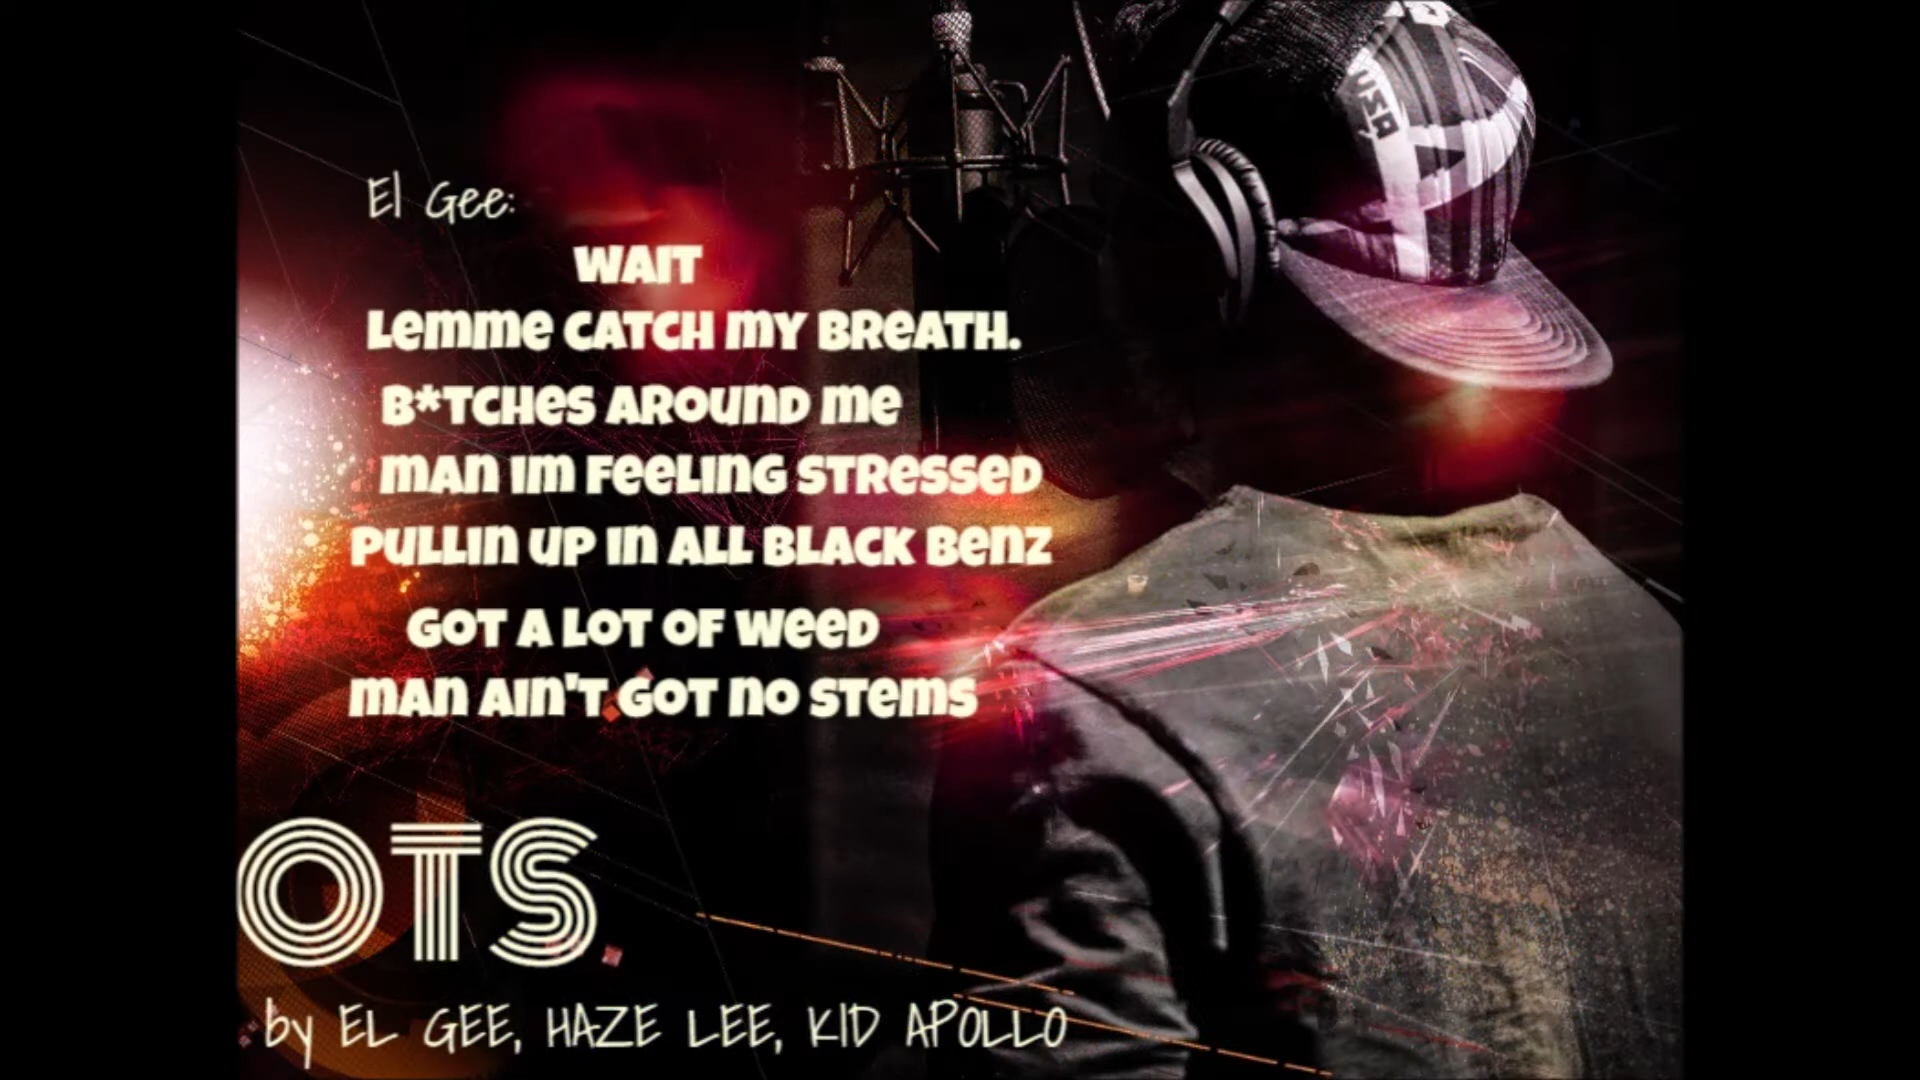 El Gee:
WAIT
Lemme CATCH my BReATH.
B*TCHes AROUND me
mAN Im FeeLING STRessed
PULLIN UP IN ALL BLACK BeNZ
GOT A LOT OF weeD
mAN AIN'T GOT NO STems
OTS
by EL GEE, HAZE LEE, KID APOLLO
USA
A